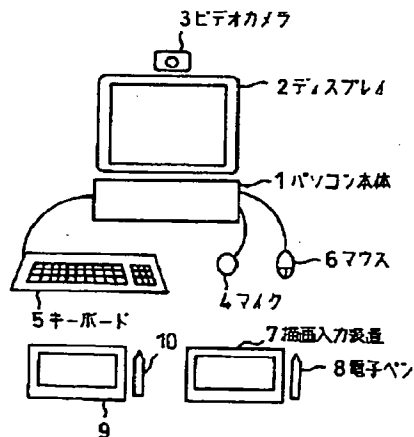 3 ビデオカメラ
2 ディスプレイ
1 パソコン本体
6 マウス
4 マイク
5 キーボード
10
7 描画入力装置
8 電子ペン
9